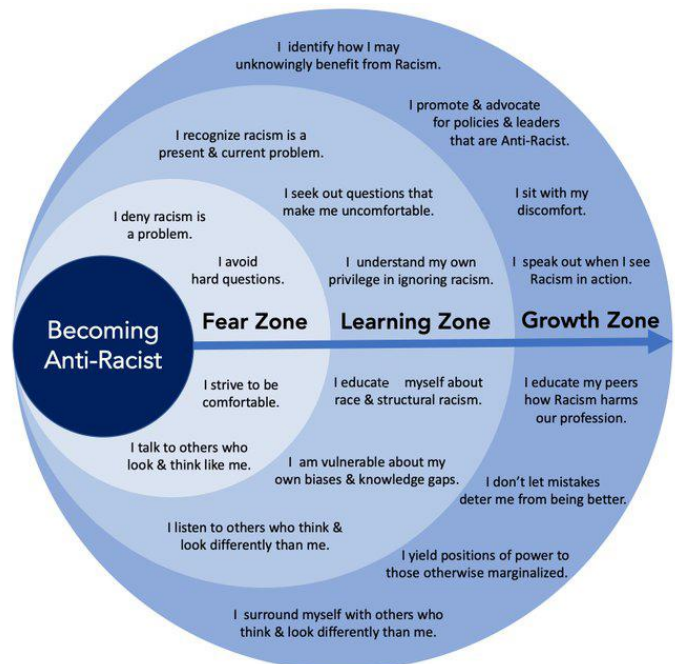 I identify how I may
unknowingly benefit from Racism.
I promote & advocate
for policies & leaders
that are Anti-Racist.
I recognize racism is a
present & current problem.
I seek out questions that
make me uncomfortable.
I sit with my
discomfort.
I deny racism is
a problem.
I avoid
hard questions.
I understand my own
privilege in ignoring racism.
I speak out when I see
Racism in action.
Becoming
Anti-Racist
Fear Zone
Learning Zone
Growth Zone
I strive to be
comfortable.
I educate myself about
race & structural racism.
I educate my peers
how Racism harms
our profession.
I talk to others who
look & think like me.
I am vulnerable about my
own biases & knowledge gaps.
I don't let mistakes
deter me from being better.
I listen to others who think &
look differently than me.
I yield positions of power to
those otherwise marginalized.
I surround myself with others who
think & look differently than me.